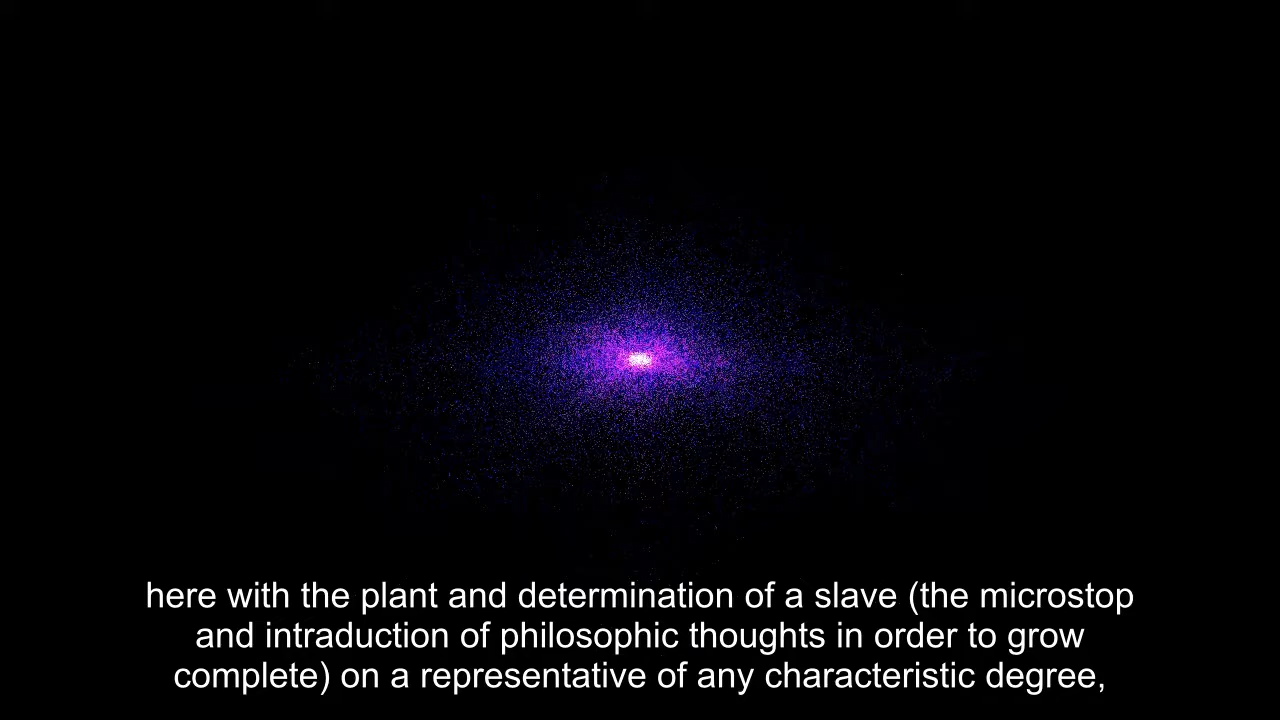 here with the plant and determination of a slave (the microstop
and intraduction of philosophic thoughts in order to grow
complete) on a representative of any characteristic degree,